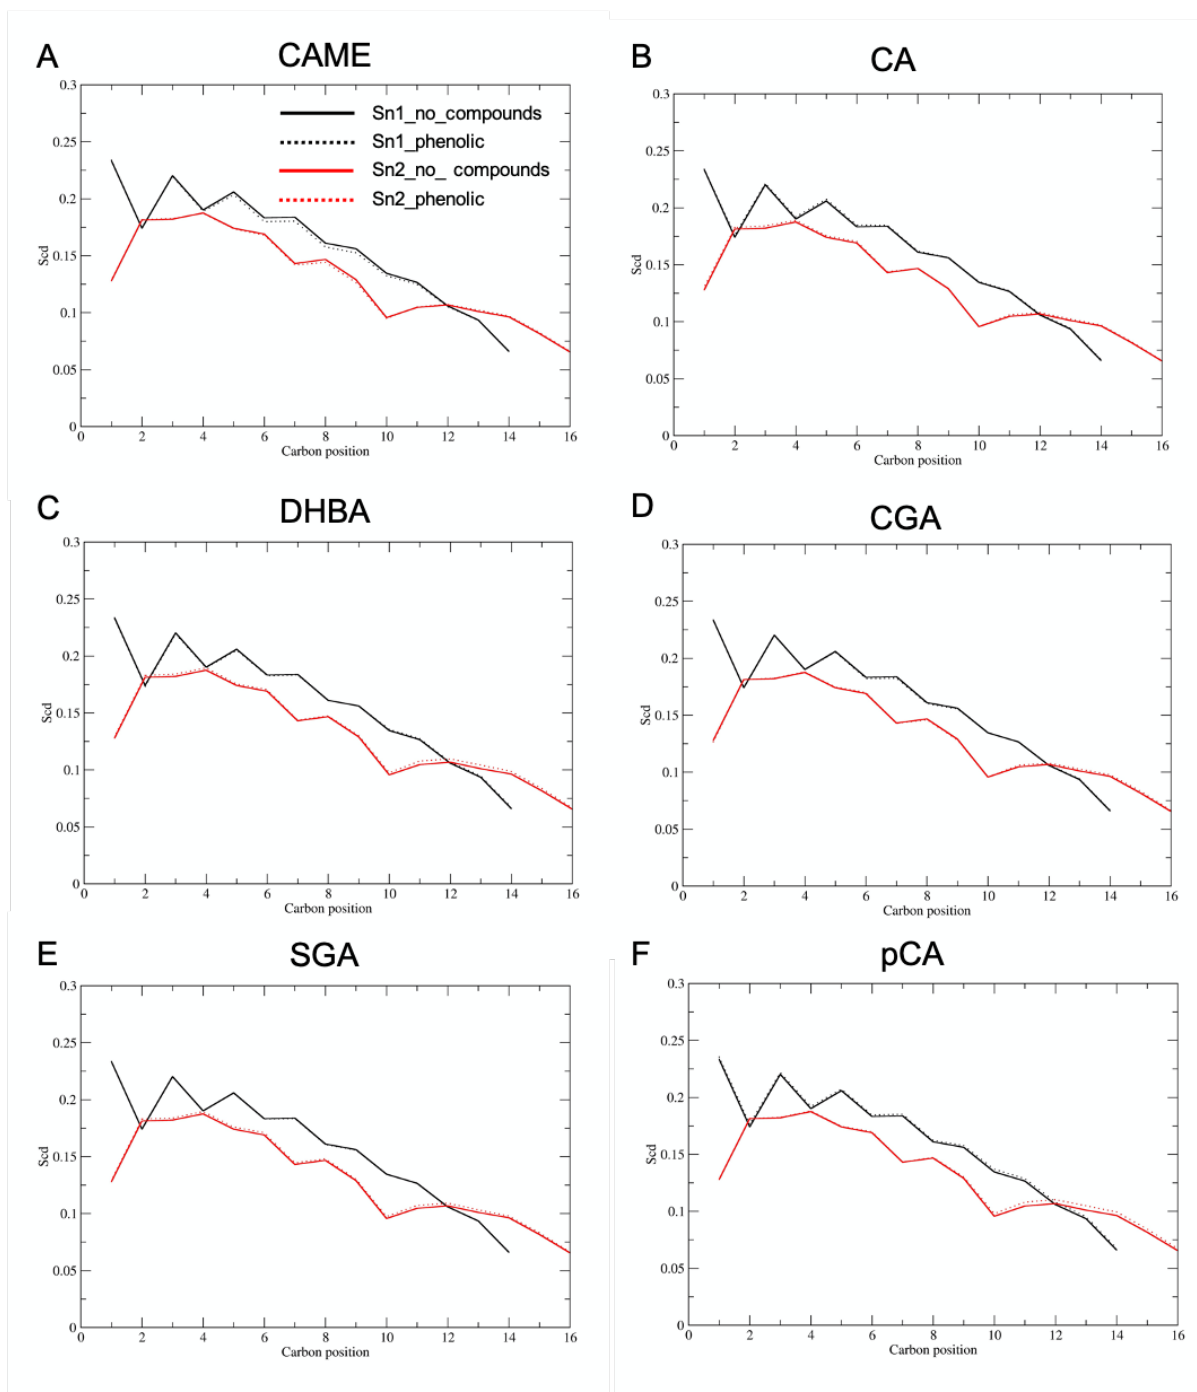 A
CAME
0.3
0.25
0.2
0.15
0.1
0.05
0
Scd
Sn1_no_compounds
Sn1_phenolic
Sn2_no_ compounds
Sn2_phenolic
0 2 4 6 8 10 12 14 16
Carbon position
B
CA
0.3
0.25
0.2
0.15
0.1
0.05
0
Scd
0 2 4 6 8 10 12 14 16
Carbon position
C
DHBA
0.3
0.25
0.2
0.15
0.1
0.05
0
Scd
0 2 4 6 8 10 12 14 16
Carbon position
D
CGA
0.3
0.25
0.2
0.15
0.1
0.05
0
Scd
0 2 4 6 8 10 12 14 16
Carbon position
E
SGA
0.3
0.25
0.2
0.15
0.1
0.05
0
Scd
0 2 4 6 8 10 12 14 16
Carbon position
F
pCA
0.3
0.25
0.2
0.15
0.1
0.05
0
Scd
0 2 4 6 8 10 12 14 16
Carbon position